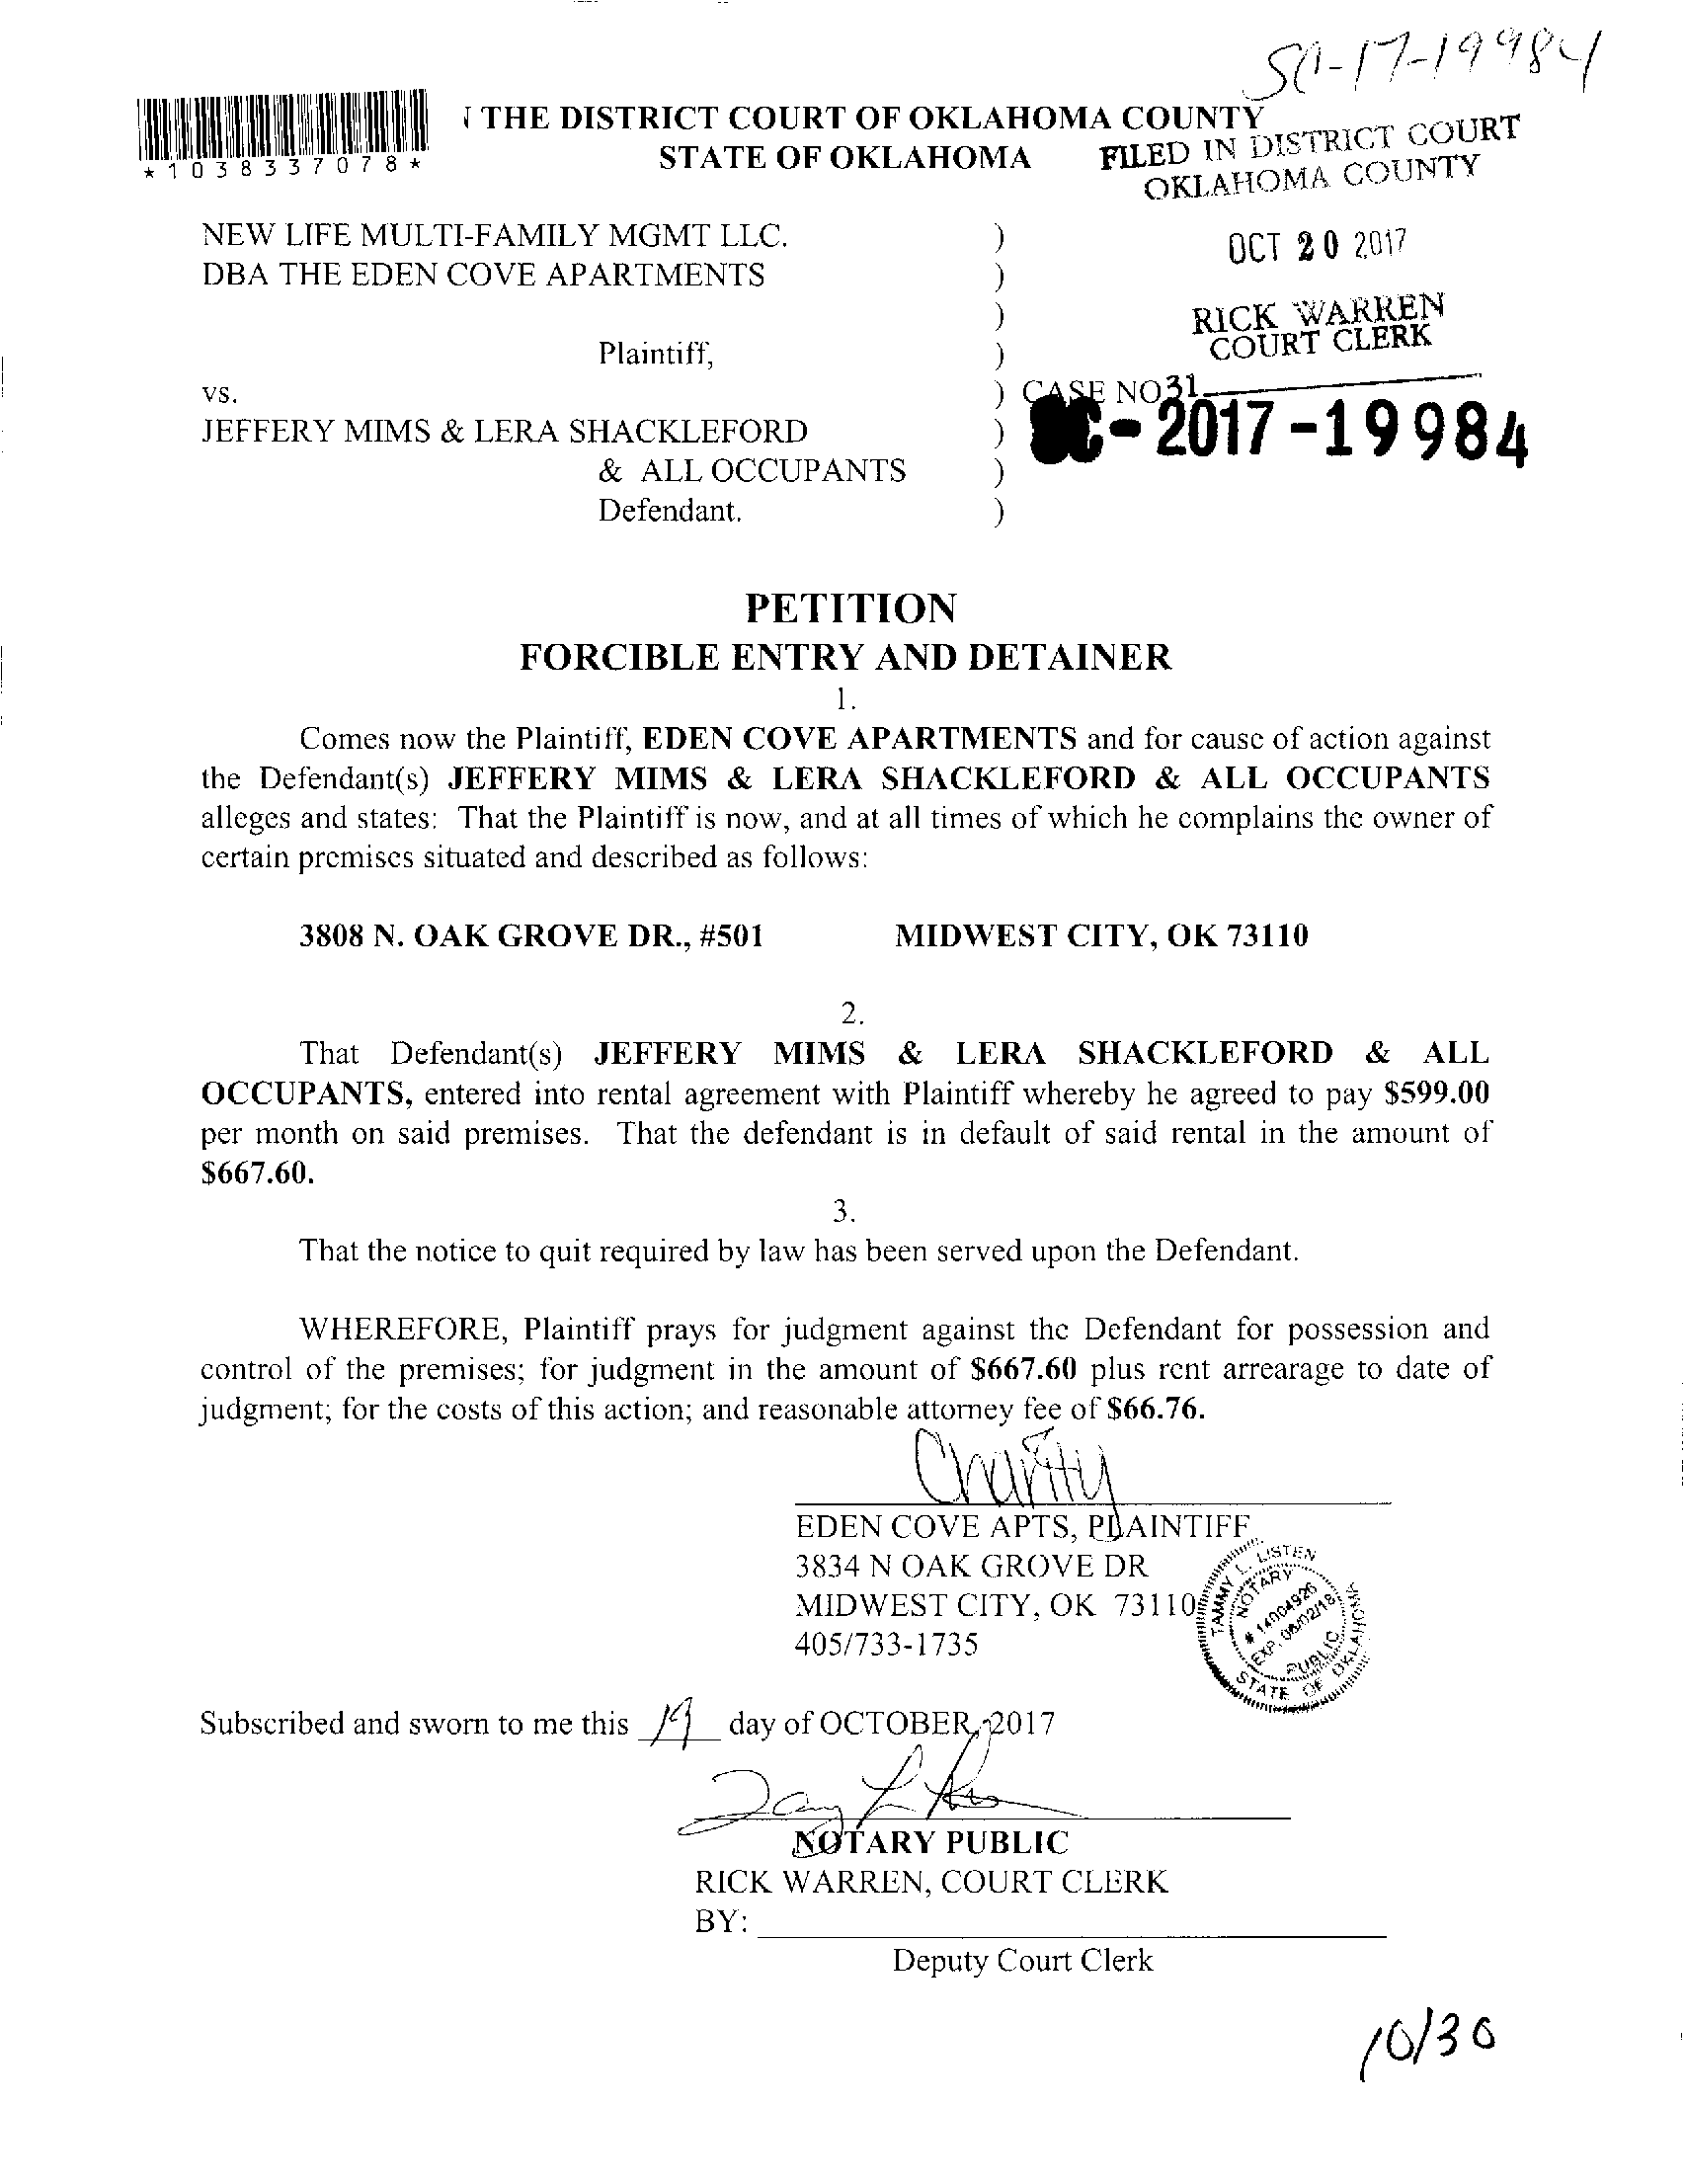 SC-17-19984
THE DISTRICT COURT OF OKLAHOMA COUNTY
STATE OF OKLAHOMA
FILED IN DISTRICT COURT
OKLAHOMA COUNTY
*1038337078*
NEW LIFE MULTI-FAMILY MGMT LLC. )
DBA THE EDEN COVE APARTMENTS )
)
OCT 20 2017
RICK WARREN
COURT CLERK
Plaintiff, )
vs. ) CASE NO
31
JEFFERY MIMS & LERA SHACKLEFORD )
SC-2017-19984
& ALL OCCUPANTS )
Defendant. )
PETITION
FORCIBLE ENTRY AND DETAINER
1.
Comes now the Plaintiff, EDEN COVE APARTMENTS and for cause of action against
the Defendant(s) JEFFERY MIMS & LERA SHACKLEFORD & ALL OCCUPANTS
alleges and states: That the Plaintiff is now, and at all times of which he complains the owner of
certain premises situated and described as follows:
3808 N. OAK GROVE DR., #501 MIDWEST CITY, OK 73110
2.
That Defendant(s) JEFFERY MIMS & LERA SHACKLEFORD & ALL
OCCUPANTS, entered into rental agreement with Plaintiff whereby he agreed to pay $599.00
per month on said premises. That the defendant is in default of said rental in the amount of
$667.60.
3.
That the notice to quit required by law has been served upon the Defendant.
WHEREFORE, Plaintiff prays for judgment against the Defendant for possession and
control of the premises; for judgment in the amount of $667.60 plus rent arrearage to date of
judgment; for the costs of this action; and reasonable attorney fee of $66.76.
Charity
EDEN COVE APTS, PLAINTIFF
3834 N OAK GROVE DR
MIDWEST CITY, OK 73110
405/733-1735
TAMMY L. LISTEN
NOTARY
# 14004926
EXP. 06/02/18
PUBLIC
STATE OF OKLAHOMA
Subscribed and sworn to me this 19 day of OCTOBER, 2017
NOTARY PUBLIC
RICK WARREN, COURT CLERK
BY:
Deputy Court Clerk
10/30